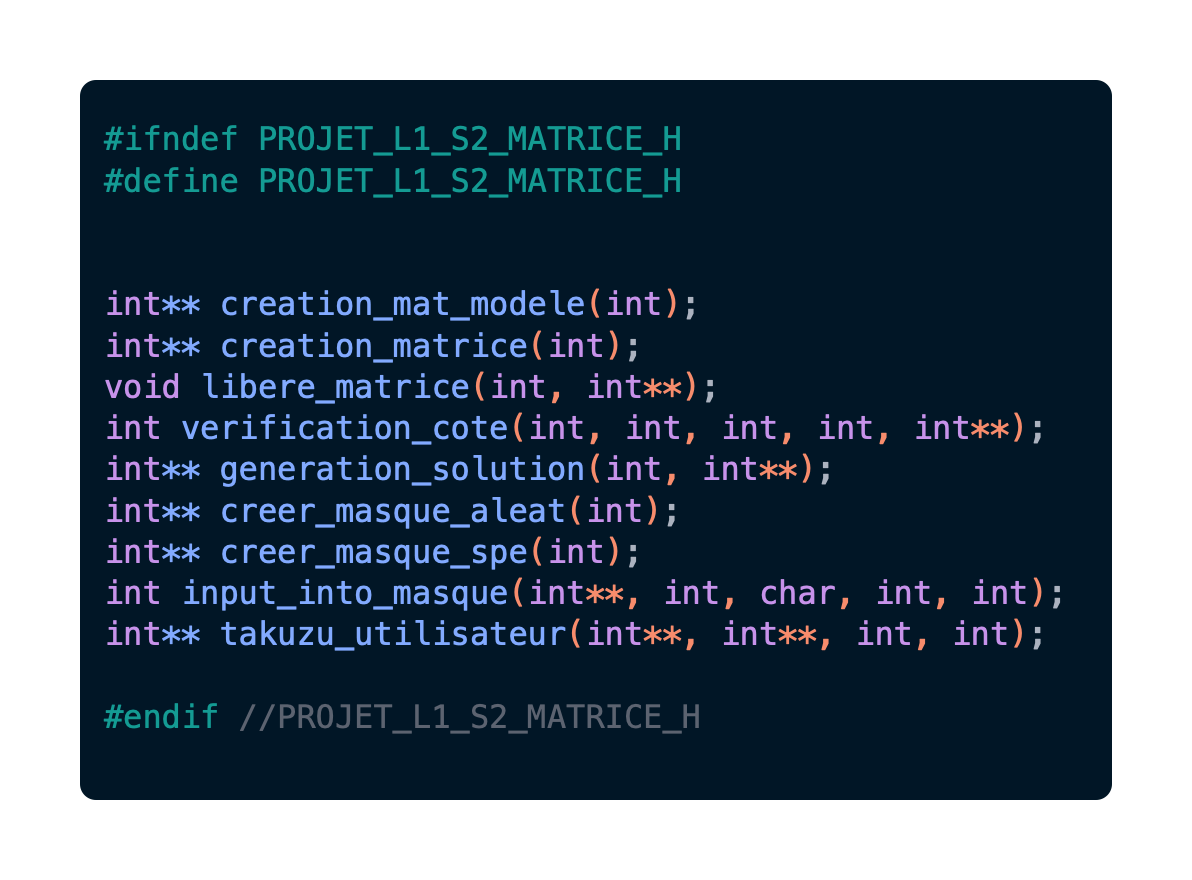 #ifndef PROJET_L1_S2_MATRICE_H
#define PROJET_L1_S2_MATRICE_H
int** creation_mat_modele(int);
int** creation_matrice(int);
void libere_matrice(int, int**);
int verification_cote(int, int, int, int, int**);
int** generation_solution(int, int**);
int** creer_masque_aleat(int);
int** creer_masque_spe(int);
int input_into_masque(int**, int, char, int, int);
int** takuzu_utilisateur(int**, int**, int, int);
#endif //PROJET_L1_S2_MATRICE_H